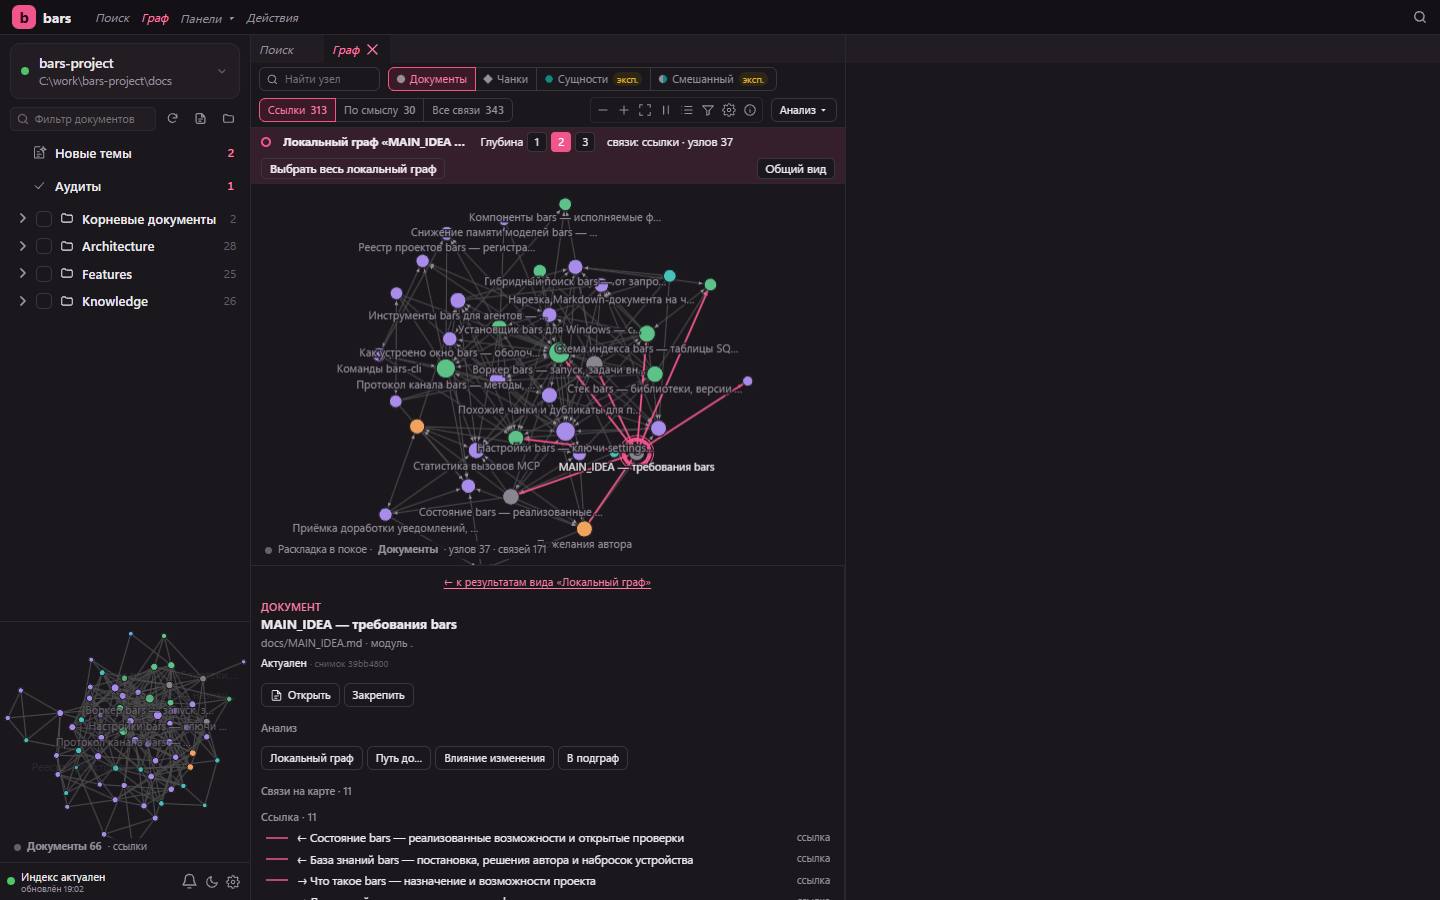 b bars Поиск Граф Панели Действия
bars-project
C:\work\bars-project\docs
Фильтр документов
Новые темы 2
Аудиты 1
Корневые документы 2
Architecture 28
Features 25
Knowledge 26
Воркер bars — запуск, з...
Настройки bars — ключи ...
Протокол канала bars —
Документы 66 · ссылки
Индекс актуален
обновлён 19:02
Поиск Граф
Найти узел Документы Чанки Сущности эксп. Смешанный эксп.
Ссылки 313 По смыслу 30 Все связи 343 Анализ
Локальный граф «MAIN_IDEA ... Глубина 1 2 3 связи: ссылки · узлов 37
Выбрать весь локальный граф Общий вид
Компоненты bars — исполняемые ф...
Снижение памяти моделей bars — ...
Реестр проектов bars — регистра...
Гибридный поиск bars — от запро...
Нарезка Markdown-документа на ч...
Инструменты bars для агентов — ...
Установщик bars для Windows — с...
Как устроено окно bars — оболоч...
Схема индекса bars — таблицы SQ...
Команды bars-cli
Воркер bars — запуск, задачи вн...
Протокол канала bars — методы, ...
Стек bars — библиотеки, версии ...
Похожие чанки и дубликаты для п...
Настройки bars — ключи settings...
Статистика вызовов MCP
MAIN_IDEA — требования bars
Состояние bars — реализованные ...
Приёмка доработки уведомлений, ...
желания автора
Раскладка в покое · Документы · узлов 37 · связей 171
← к результатам вида «Локальный граф»
ДОКУМЕНТ
MAIN_IDEA — требования bars
docs/MAIN_IDEA.md · модуль .
Актуален · снимок 39bb4800
Открыть Закрепить
Анализ
Локальный граф Путь до... Влияние изменения В подграф
Связи на карте · 11
Ссылка · 11
← Состояние bars — реализованные возможности и открытые проверки ссылка
← База знаний bars — постановка, решения автора и набросок устройства ссылка
→ Что такое bars — назначение и возможности проекта ссылка